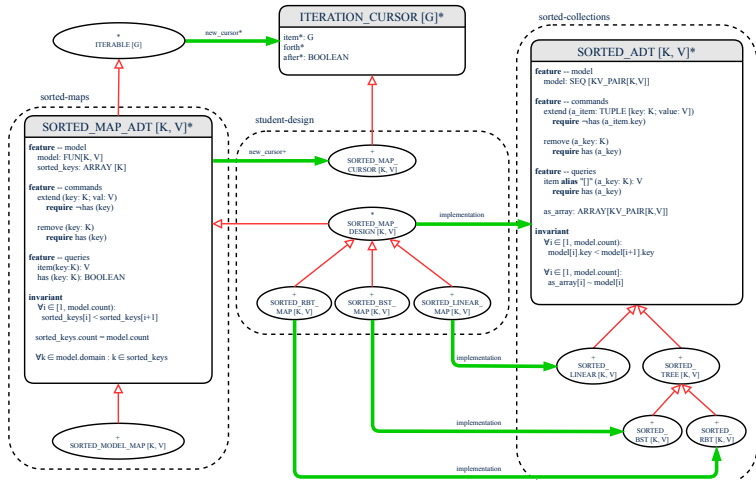 *
ITERABLE [G]
new_cursor*
ITERATION_CURSOR [G]*
item*: G
forth*
after*: BOOLEAN
sorted-maps
SORTED_MAP_ADT [K, V]*
feature -- model
model: FUN[K, V]
sorted_keys: ARRAY [K]
feature -- commands
extend (key: K; val: V)
require ¬has (key)
remove (key: K)
require has (key)
feature -- queries
item(key: K): V
has (key: K): BOOLEAN
invariant
∀i ∈ [1, model.count):
sorted_keys[i] < sorted_keys[i+1]
sorted_keys.count = model.count
∀k ∈ model.domain : k ∈ sorted_keys
+
SORTED_MODEL_MAP [K, V]
student-design
new_cursor+
+
SORTED_MAP_
CURSOR [K, V]
*
SORTED_MAP_
DESIGN [K, V]
implementation
+
SORTED_RBT_
MAP [K, V]
+
SORTED_BST_
MAP [K, V]
+
SORTED_LINEAR_
MAP [K, V]
implementation
implementation
implementation
sorted-collections
SORTED_ADT [K, V]*
feature -- model
model: SEQ [KV_PAIR[K,V]]
feature -- commands
extend (a_item: TUPLE [key: K; value: V])
require ¬has (a_item.key)
remove (a_key: K)
require has (a_key)
feature -- queries
item alias "[]" (a_key: K): V
require has (a_key)
as_array: ARRAY[KV_PAIR[K,V]]
invariant
∀i ∈ [1, model.count):
model[i].key < model[i+1].key
∀i ∈ [1, model.count]:
as_array[i] ~ model[i]
+
SORTED_
LINEAR [K, V]
+
SORTED_
TREE [K, V]
+
SORTED_
BST [K, V]
+
SORTED_
RBT [K, V]